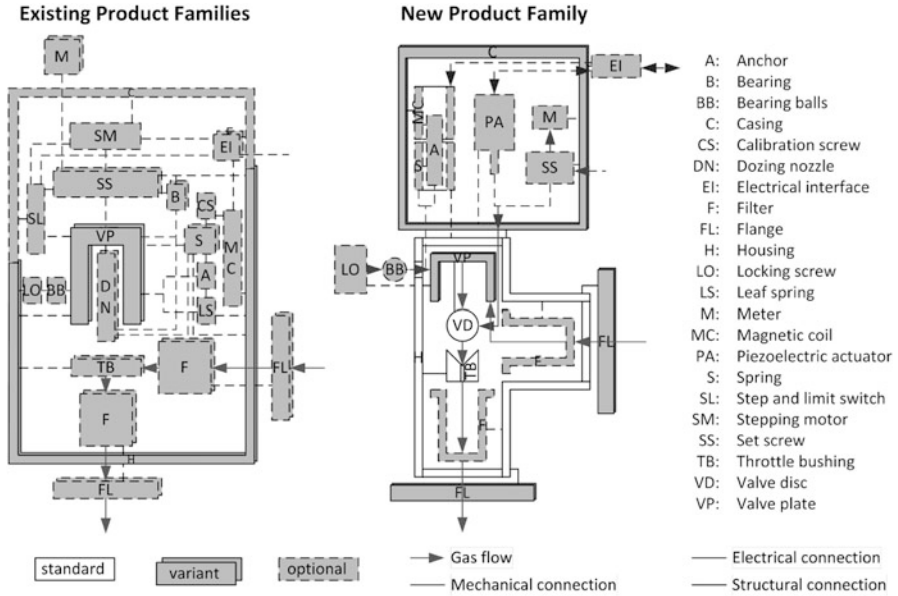 Existing Product Families
New Product Family
M
C
SM
EI
SS
B
SL
CS
VP
S
M
C
LO
BB
D
N
A
LS
TB
F
FL
F
H
FL
C
EI
MC
PA
M
A
S
SS
LO
BB
VP
VD
FL
H
TB
F
F
FL
A: Anchor
B: Bearing
BB: Bearing balls
C: Casing
CS: Calibration screw
DN: Dozing nozzle
EI: Electrical interface
F: Filter
FL: Flange
H: Housing
LO: Locking screw
LS: Leaf spring
M: Meter
MC: Magnetic coil
PA: Piezoelectric actuator
S: Spring
SL: Step and limit switch
SM: Stepping motor
SS: Set screw
TB: Throttle bushing
VD: Valve disc
VP: Valve plate
standard
variant
optional
Gas flow
Mechanical connection
Electrical connection
Structural connection